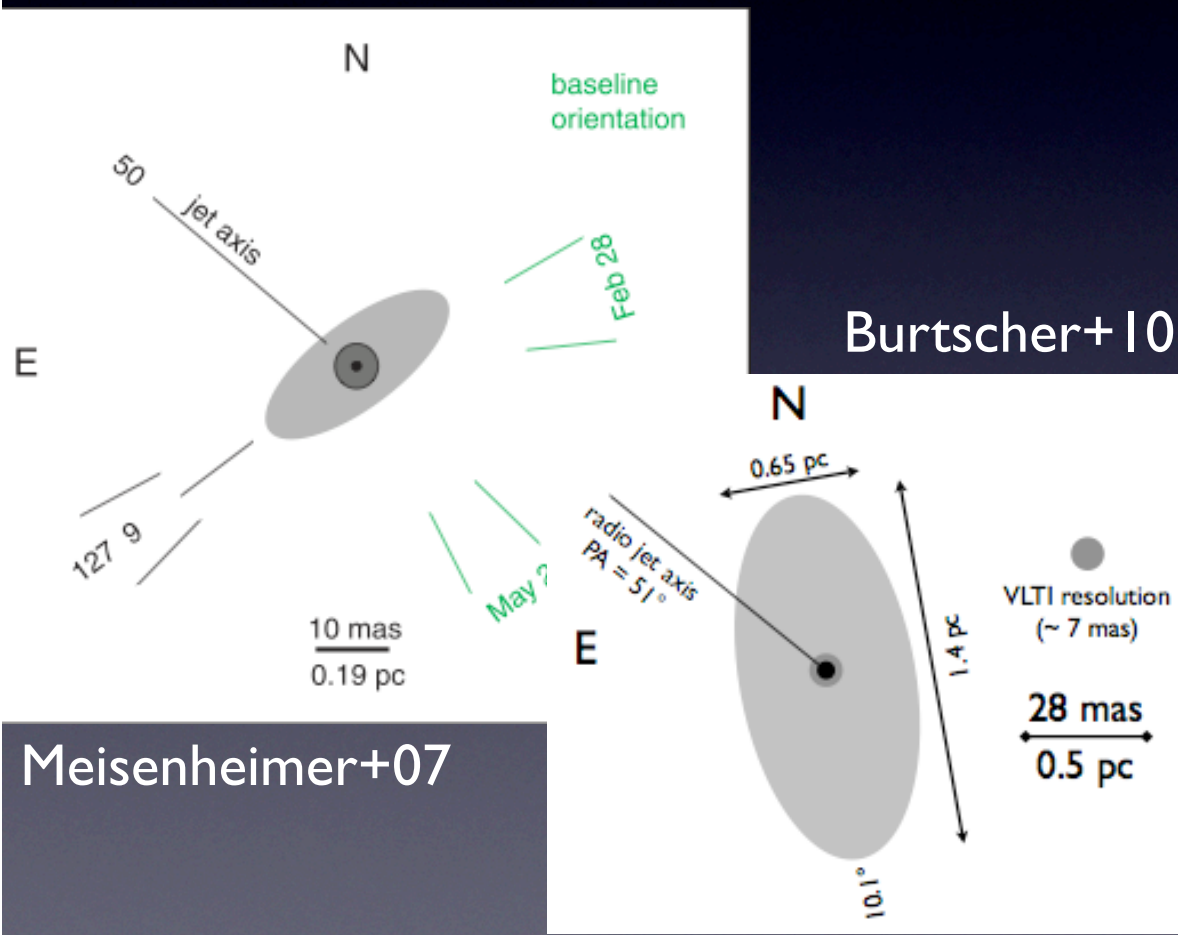 N
baseline
orientation
50
jet axis
Feb 28
E
127 9
May 2
10 mas
0.19 pc
Meisenheimer+07
Burtscher+10
N
0.65 pc
radio jet axis
PA = 51°
E
1.4 pc
VLTI resolution
(~ 7 mas)
28 mas
0.5 pc
10.1°